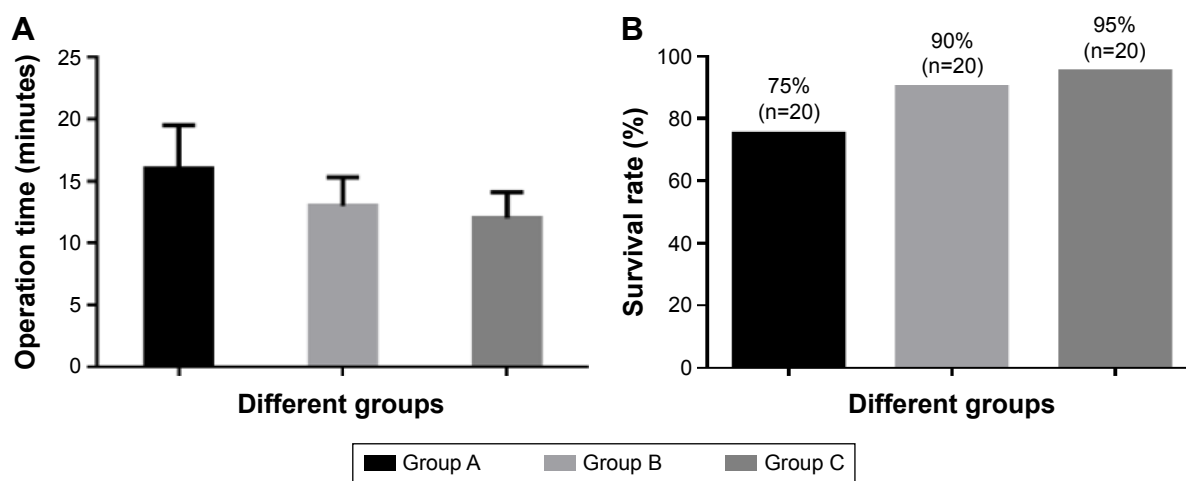 A
Operation time (minutes)
25
20
15
10
5
0
Different groups
B
Survival rate (%)
100
80
60
40
20
0
75%
(n=20)
90%
(n=20)
95%
(n=20)
Different groups
Group A
Group B
Group C